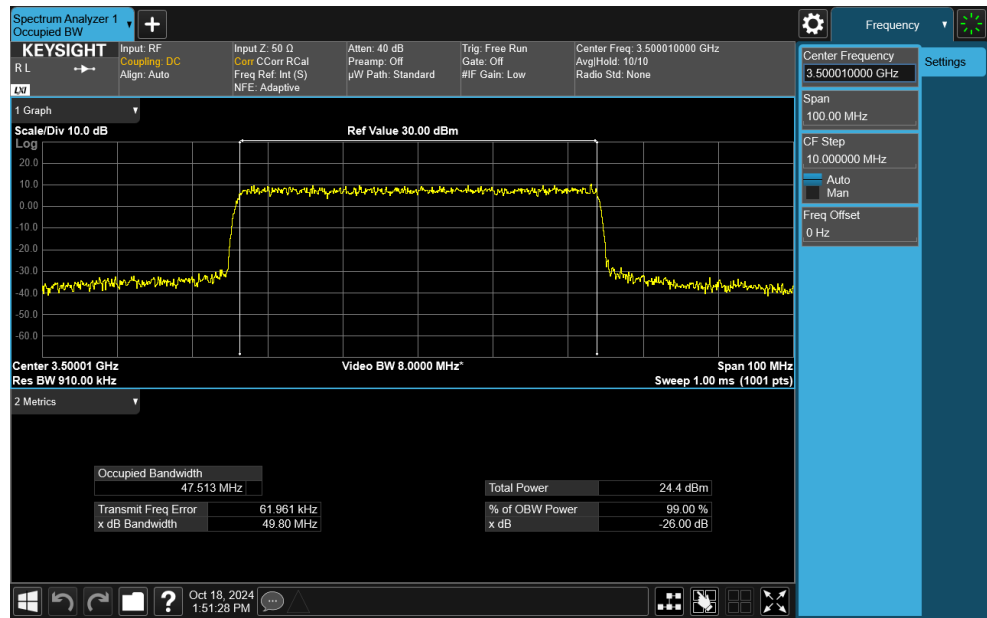 Spectrum Analyzer 1
Occupied BW
+
Frequency
KEYSIGHT
R L
LXI
Input: RF
Coupling: DC
Align: Auto
Input Z: 50 Ω
Corr CCorr RCal
Freq Ref: Int (S)
NFE: Adaptive
Atten: 40 dB
Preamp: Off
µW Path: Standard
Trig: Free Run
Gate: Off
#IF Gain: Low
Center Freq: 3.500010000 GHz
Avg|Hold: 10/10
Radio Std: None
Center Frequency
3.500010000 GHz
Settings
Span
100.00 MHz
CF Step
10.000000 MHz
Auto
Man
Freq Offset
0 Hz
1 Graph
Scale/Div 10.0 dB
Ref Value 30.00 dBm
Log
20.0
10.0
0.00
-10.0
-20.0
-30.0
-40.0
-50.0
-60.0
Center 3.50001 GHz
Video BW 8.0000 MHz*
Span 100 MHz
Res BW 910.00 kHz
Sweep 1.00 ms (1001 pts)
2 Metrics
Occupied Bandwidth
47.513 MHz
Total Power 24.4 dBm
Transmit Freq Error 61.961 kHz
% of OBW Power 99.00 %
x dB Bandwidth 49.80 MHz
x dB -26.00 dB
?
Oct 18, 2024
1:51:28 PM